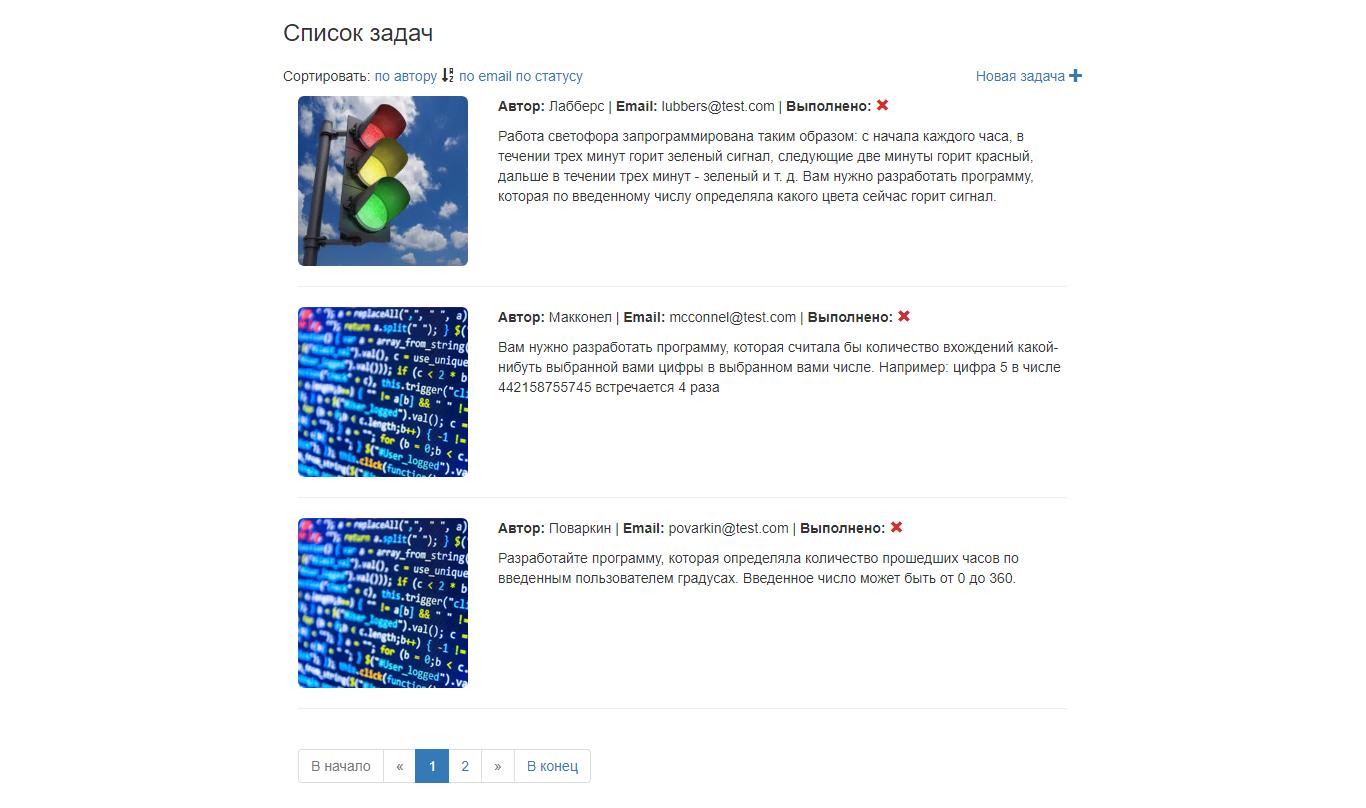 Список задач
Сортировать: по автору по email по статусу Новая задача
Автор: Лабберс | Email: lubbers@test.com | Выполнено:
Работа светофора запрограммирована таким образом: с начала каждого часа, в
течении трех минут горит зеленый сигнал, следующие две минуты горит красный,
дальше в течении трех минут - зеленый и т. д. Вам нужно разработать программу,
которая по введенному числу определяла какого цвета сейчас горит сигнал.
Автор: Макконел | Email: mcconnel@test.com | Выполнено:
Вам нужно разработать программу, которая считала бы количество вхождений какой-
нибуть выбранной вами цифры в выбранном вами числе. Например: цифра 5 в числе
442158755745 встречается 4 раза
Автор: Поваркин | Email: povarkin@test.com | Выполнено:
Разработайте программу, которая определяла количество прошедших часов по
введенным пользователем градусах. Введенное число может быть от 0 до 360.
В начало « 1 2 » В конец